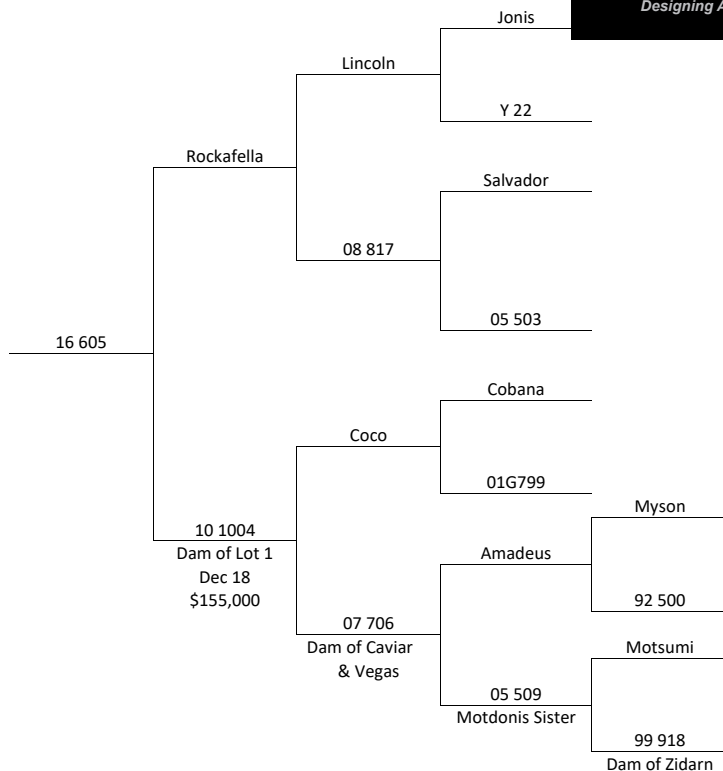 Designing
Jonis
Lincoln
Y 22
Rockafella
Salvador
08 817
05 503
16 605
Cobana
Coco
01G799
Myson
10 1004
Dam of Lot 1
Dec 18
$155,000
Amadeus
92 500
07 706
Dam of Caviar
& Vegas
Motsumi
05 509
Motdonis Sister
99 918
Dam of Zidarn